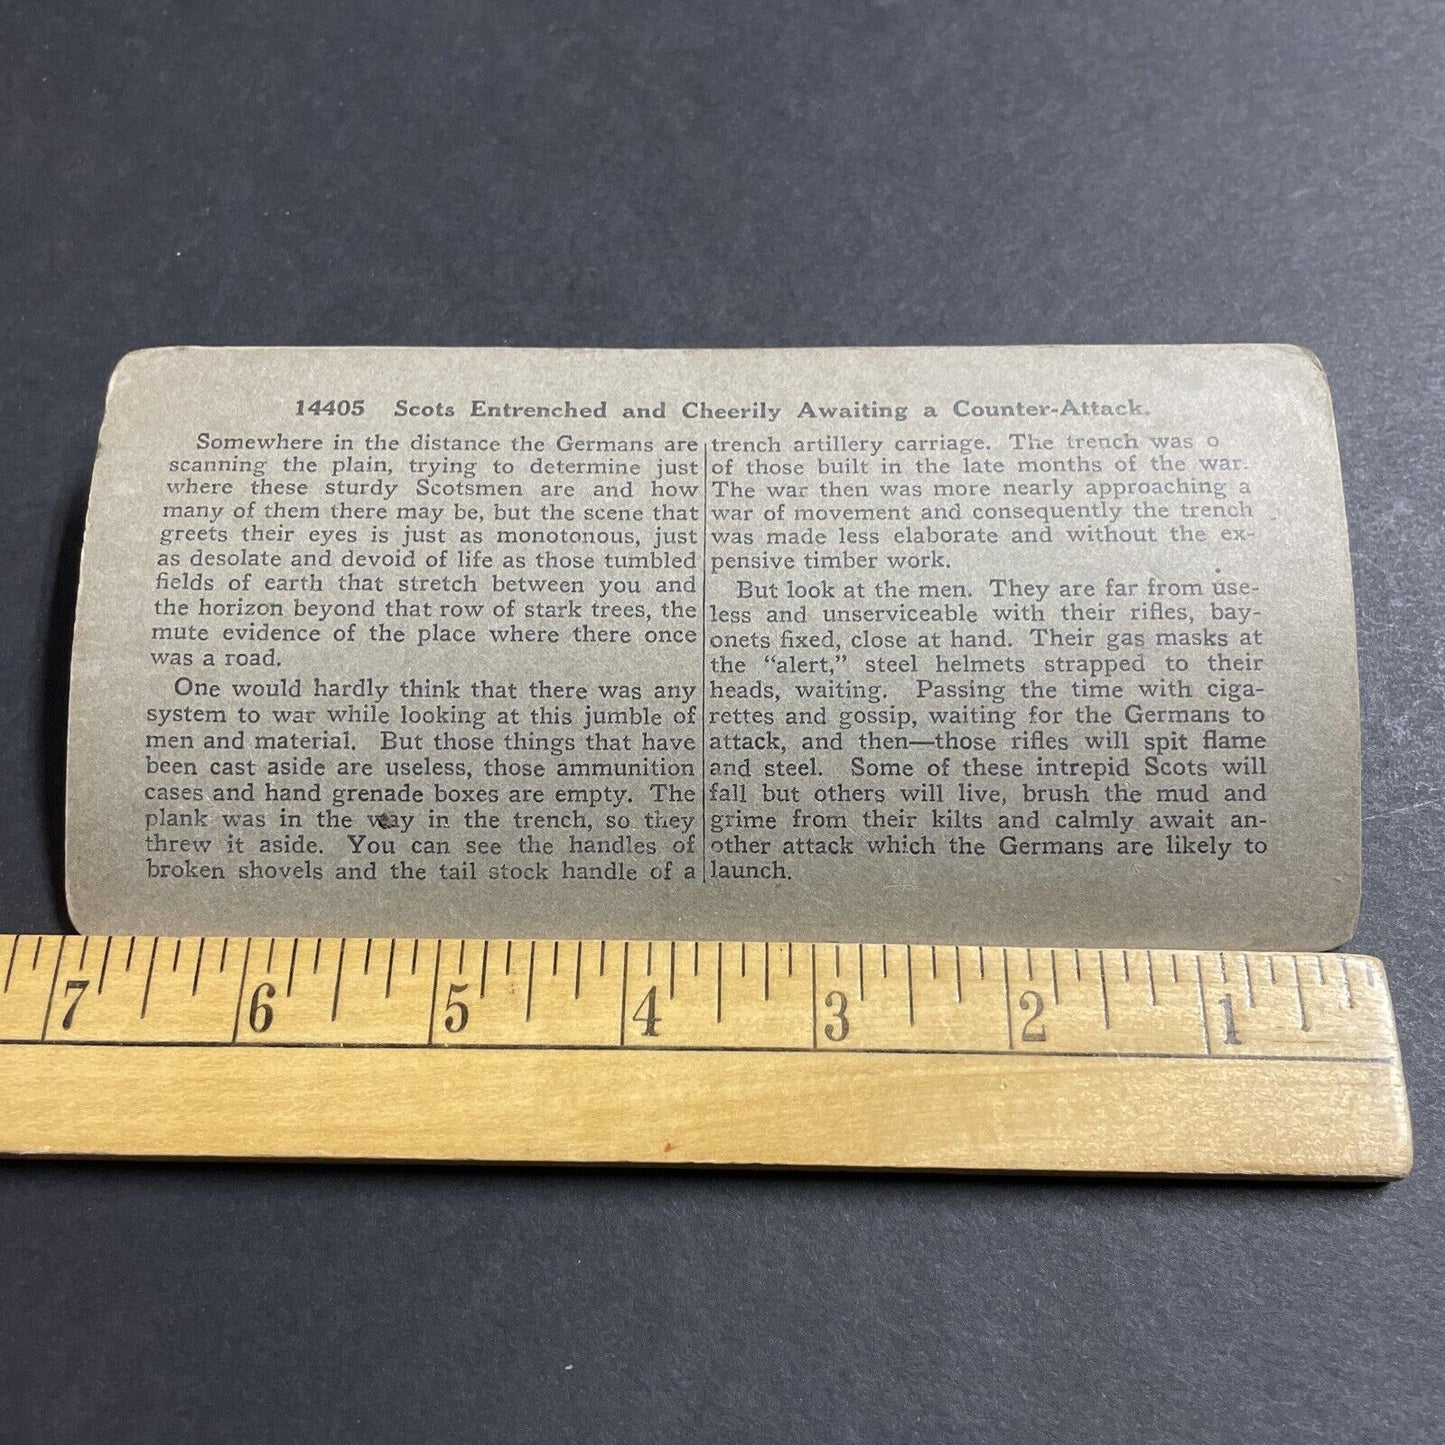 14405 Scots Entrenched and Cheerily Awaiting a Counter-Attack.
Somewhere in the distance the Germans are
scanning the plain, trying to determine just
where these sturdy Scotsmen are and how
many of them there may be, but the scene that
greets their eyes is just as monotonous, just
as desolate and devoid of life as those tumbled
fields of earth that stretch between you and
the horizon beyond that row of stark trees, the
mute evidence of the place where there once
was a road.
One would hardly think that there was any
system to war while looking at this jumble of
men and material. But those things that have
been cast aside are useless, those ammunition
cases and hand grenade boxes are empty. The
plank was in the way in the trench, so they
threw it aside. You can see the handles of
broken shovels and the tail stock handle of a
trench artillery carriage. The trench was o
of those built in the late months of the war.
The war then was more nearly approaching a
war of movement and consequently the trench
was made less elaborate and without the ex-
pensive timber work.
But look at the men. They are far from use-
less and unserviceable with their rifles, bay-
onets fixed, close at hand. Their gas masks at
the "alert," steel helmets strapped to their
heads, waiting. Passing the time with ciga-
rettes and gossip, waiting for the Germans to
attack, and then—those rifles will spit flame
and steel. Some of these intrepid Scots will
fall but others will live, brush the mud and
grime from their kilts and calmly await an-
other attack which the Germans are likely to
launch.
7 6 5 4 3 2 1